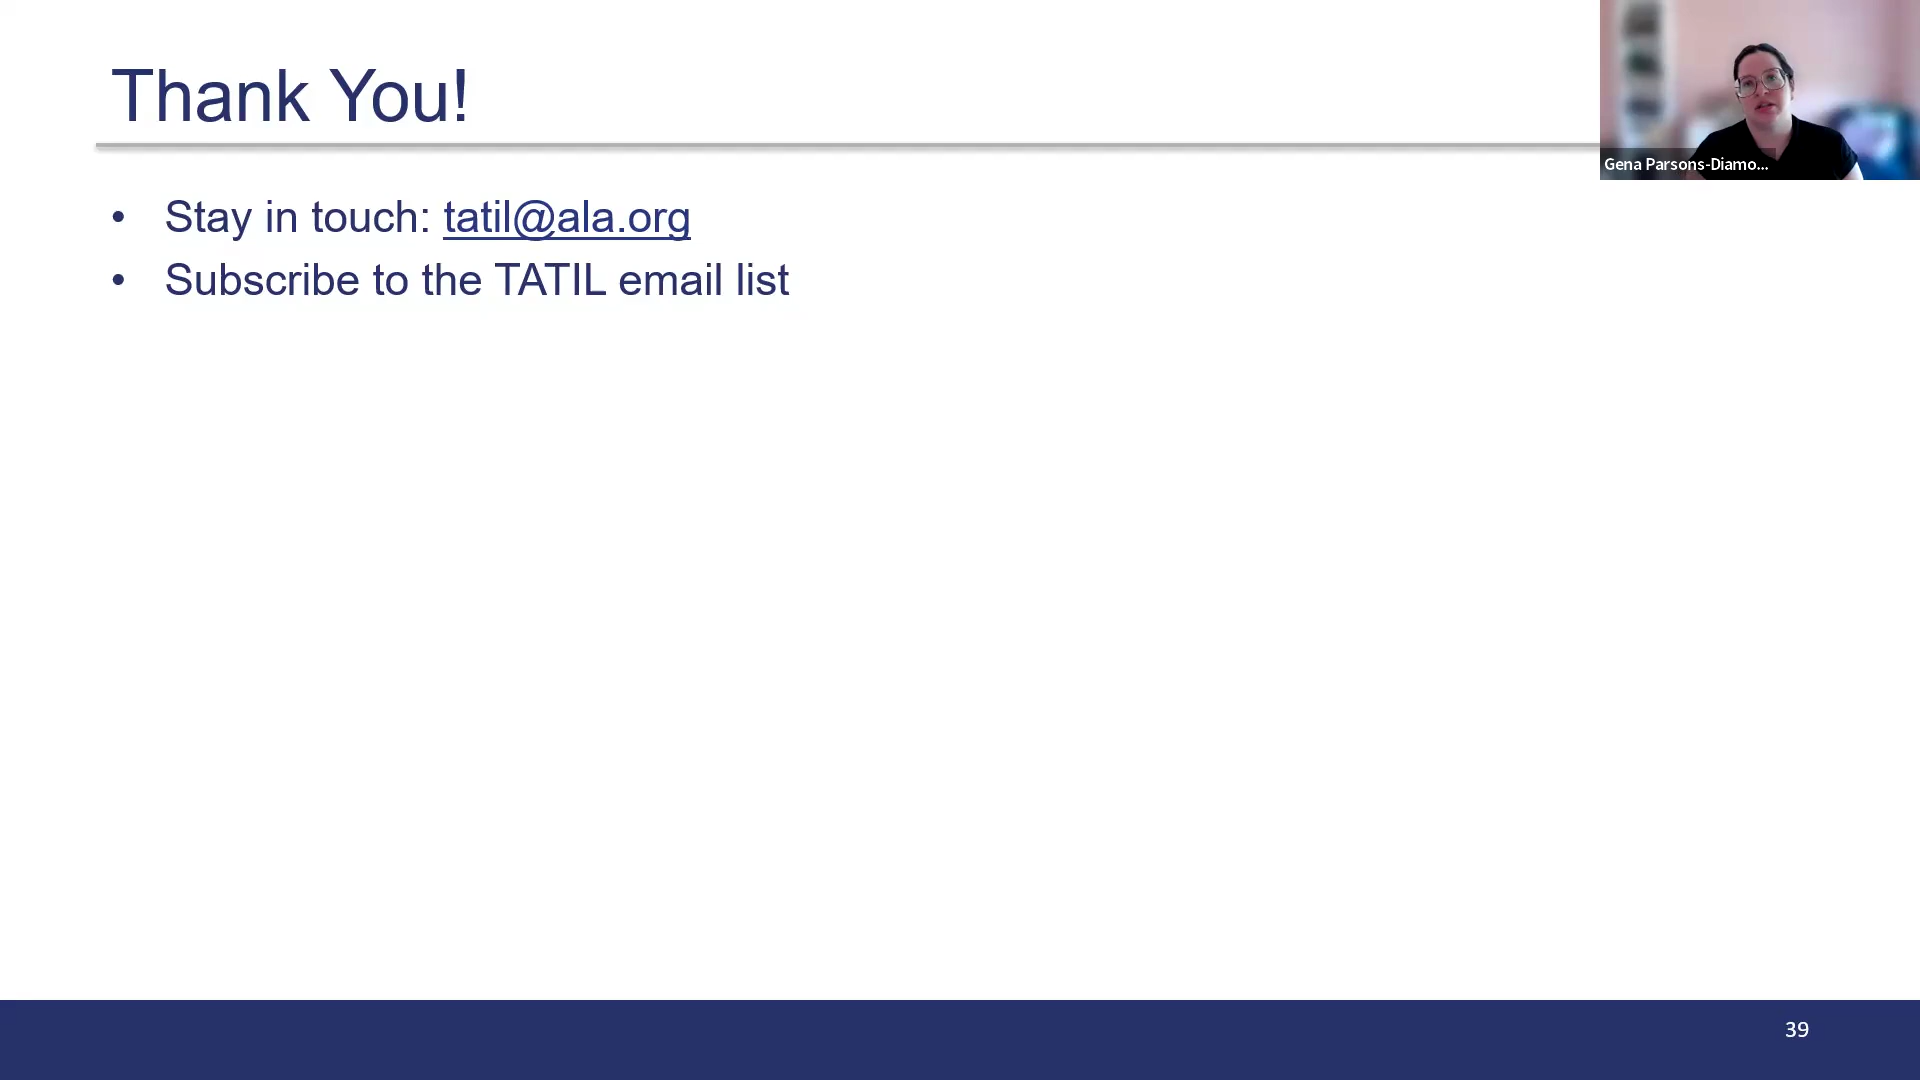 Thank You!
Gena Parsons-Diamo...
• Stay in touch: tatil@ala.org
• Subscribe to the TATIL email list
39